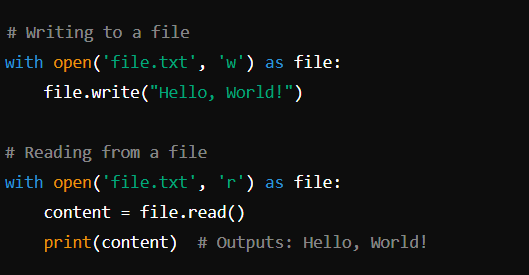 # Writing to a file
with open('file.txt', 'w') as file:
    file.write("Hello, World!")

# Reading from a file
with open('file.txt', 'r') as file:
    content = file.read()
    print(content)  # Outputs: Hello, World!